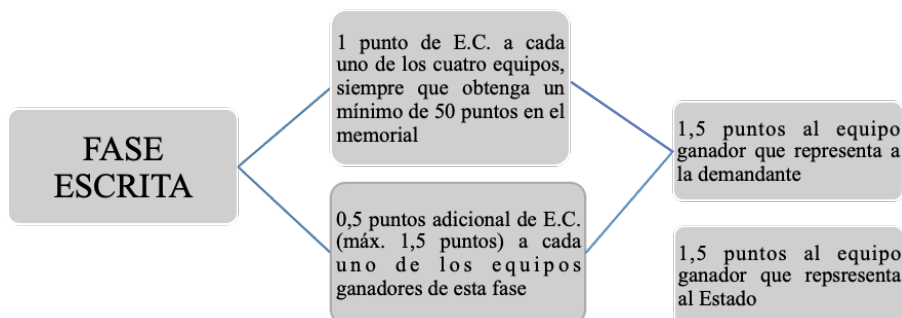 FASE
ESCRITA
1 punto de E.C. a cada
uno de los cuatro equipos,
siempre que obtenga un
mínimo de 50 puntos en el
memorial
0,5 puntos adicional de E.C.
(máx. 1,5 puntos) a cada
uno de los equipos
ganadores de esta fase
1,5 puntos al equipo
ganador que representa a
la demandante
1,5 puntos al equipo
ganador que repsresenta
al Estado